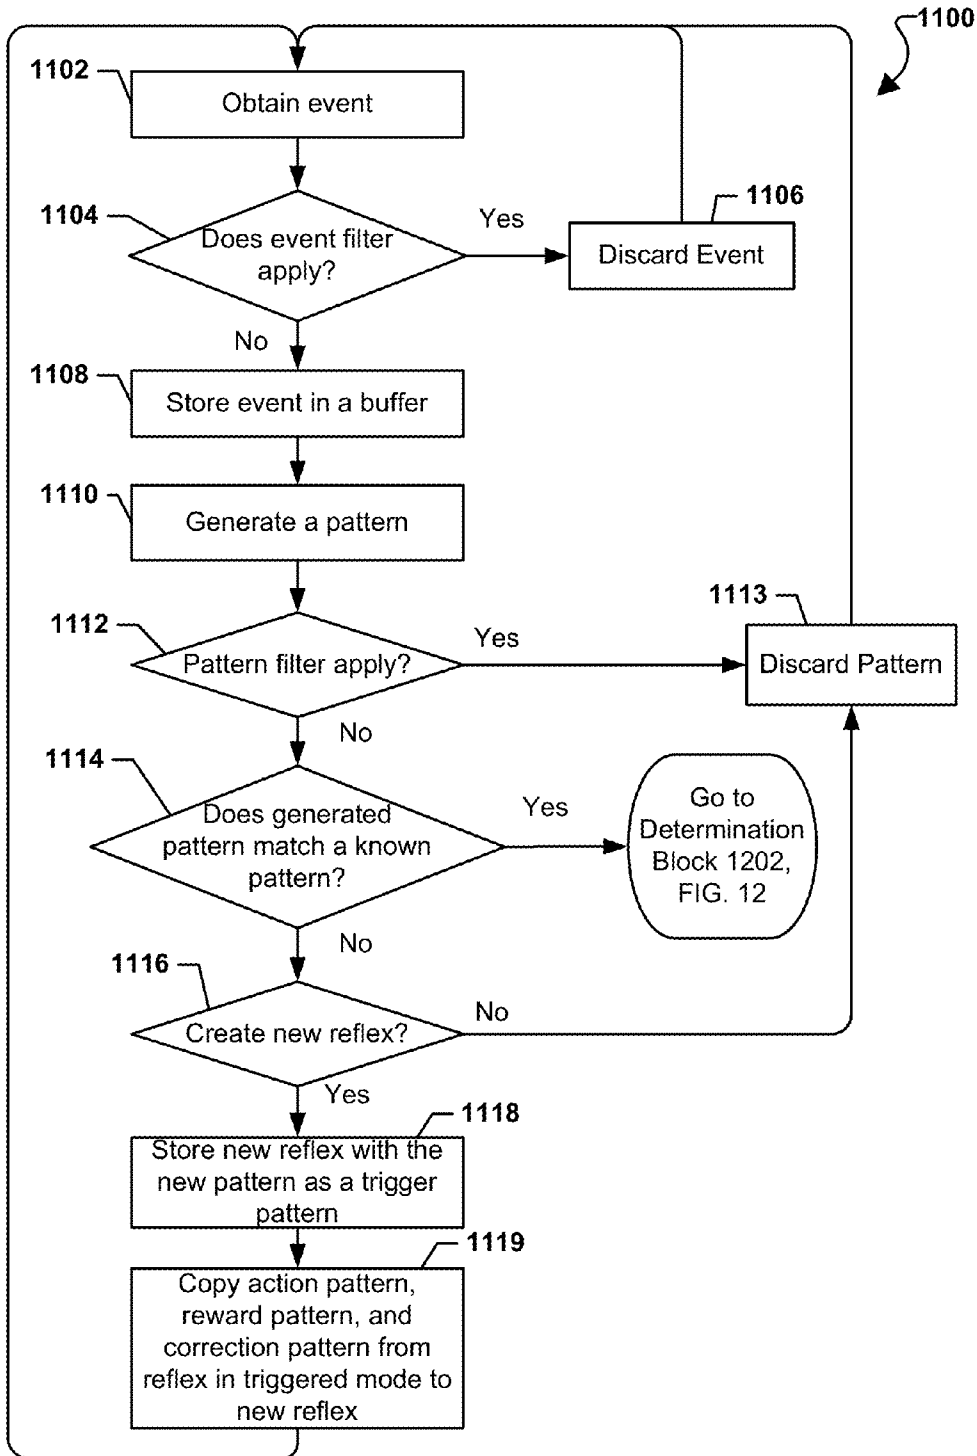 1100
1102
Obtain event
1104
Does event filter
apply?
Yes
1106
Discard Event
No
1108
Store event in a buffer
1110
Generate a pattern
1112
Pattern filter apply?
Yes
1113
Discard Pattern
No
1114
Does generated
pattern match a known
pattern?
Yes
Go to
Determination
Block 1202,
FIG. 12
No
1116
Create new reflex?
No
Yes
1118
Store new reflex with the
new pattern as a trigger
pattern
1119
Copy action pattern,
reward pattern, and
correction pattern from
reflex in triggered mode to
new reflex